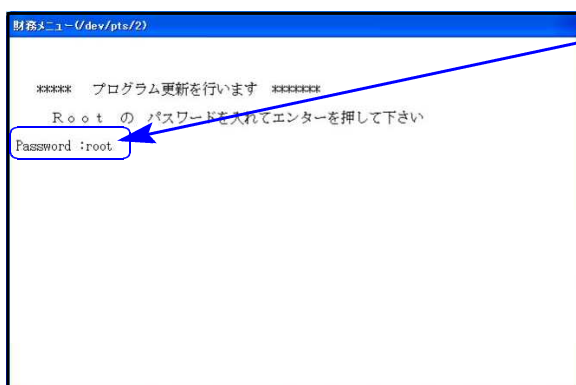 財務メニュー(/dev/pts/2)
***** プログラム更新を行います *******
Ｒｏｏｔ の パスワードを入れてエンターを押して下さい
Password :root